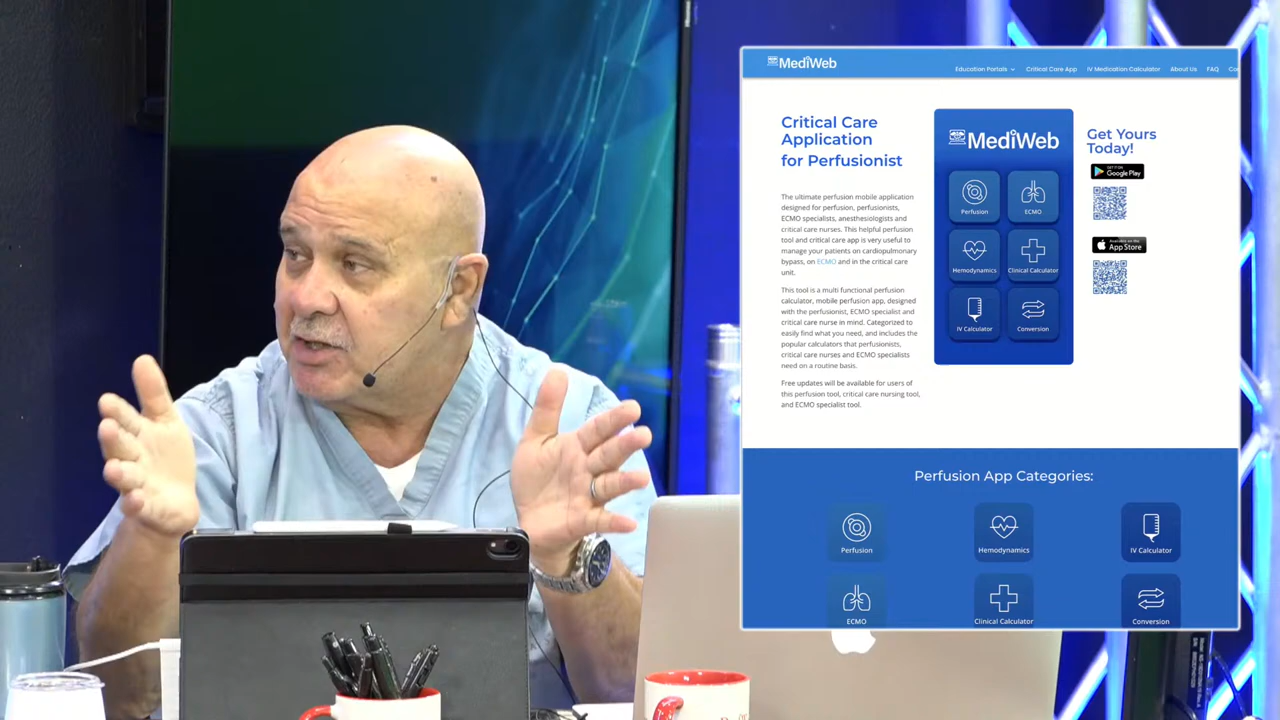 MediWeb
Education Portals
Critical Care App
IV Medication Calculator
About Us
FAQ
Critical Care
Application
for Perfusionist
The ultimate perfusion mobile application
designed for perfusion, perfusionists,
ECMO specialists, anesthesiologists and
critical care nurses. This helpful perfusion
tool and critical care app is very useful to
manage your patients on cardiopulmonary
bypass, on ECMO and in the critical care
unit.
This tool is a multi functional perfusion
calculator, mobile perfusion app, designed
with the perfusionist, ECMO specialist and
critical care nurse in mind. Categorized to
easily find what you need, and includes the
popular calculators that perfusionists,
critical care nurses and ECMO specialists
need on a routine basis.
Free updates will be available for users of
this perfusion tool, critical care nursing tool,
and ECMO specialist tool.
MediWeb
Perfusion
ECMO
Hemodynamics
Clinical Calculator
IV Calculator
Conversion
Get Yours
Today!
GET IT ON
Google Play
Available on the
App Store
Perfusion App Categories:
Perfusion
Hemodynamics
IV Calculator
ECMO
Clinical Calculator
Conversion